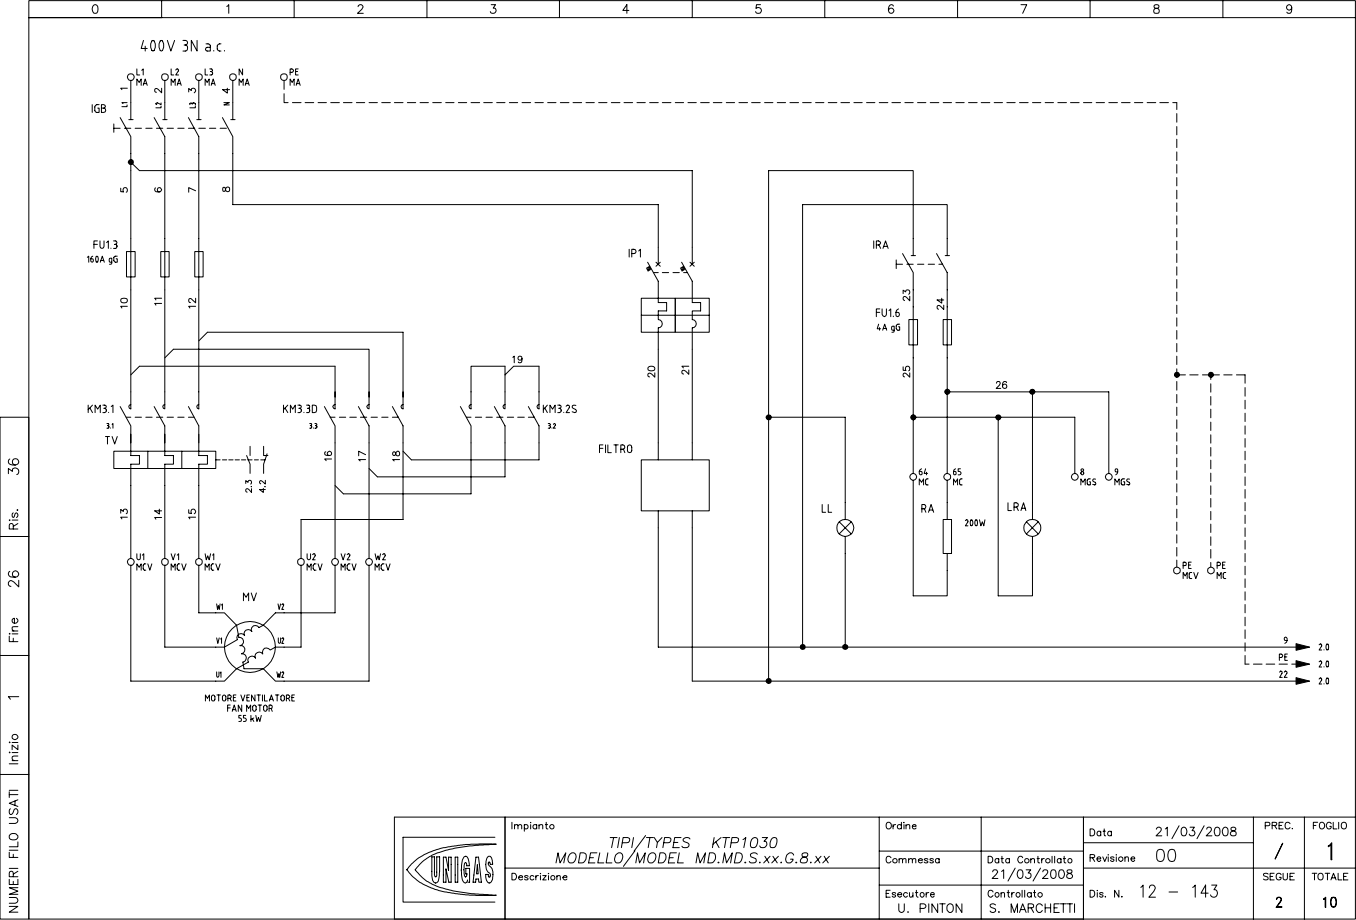 0 1 2 3 4 5 6 7 8 9
400V 3N a.c.
L1 MA
L2 MA
L3 MA
N MA
PE MA
1 2 3 4
L1 L2 L3 N
IGB
5 6 7 8
FU1.3
160A gG
10 11 12
IP1
IRA
23 24
FU1.6
4A gG
25
26
20 21
19
KM3.1
3.1
KM3.3D
3.3
KM3.2S
3.2
TV
2.3 4.2
16 17 18
13 14 15
FILTRO
64 MC
65 MC
8 MGS
9 MGS
LL
RA
200W
LRA
U1 MCV
V1 MCV
W1 MCV
U2 MCV
V2 MCV
W2 MCV
PE MCV
PE MC
MV
W1 V2
V1 U2
U1 W2
MOTORE VENTILATORE
FAN MOTOR
55 kW
9 2.0
PE 2.0
22 2.0
NUMERI FILO USATI
Inizio 1
Fine 26
Ris. 36
UNIGAS
Impianto
TIPI/TYPES KTP1030
MODELLO/MODEL MD.MD.S.xx.G.8.xx
Descrizione
Ordine
Commessa
Esecutore
U. PINTON
Data Controllato
21/03/2008
Controllato
S. MARCHETTI
Data 21/03/2008
Revisione 00
Dis. N. 12 - 143
PREC.
/
SEGUE
2
FOGLIO
1
TOTALE
10